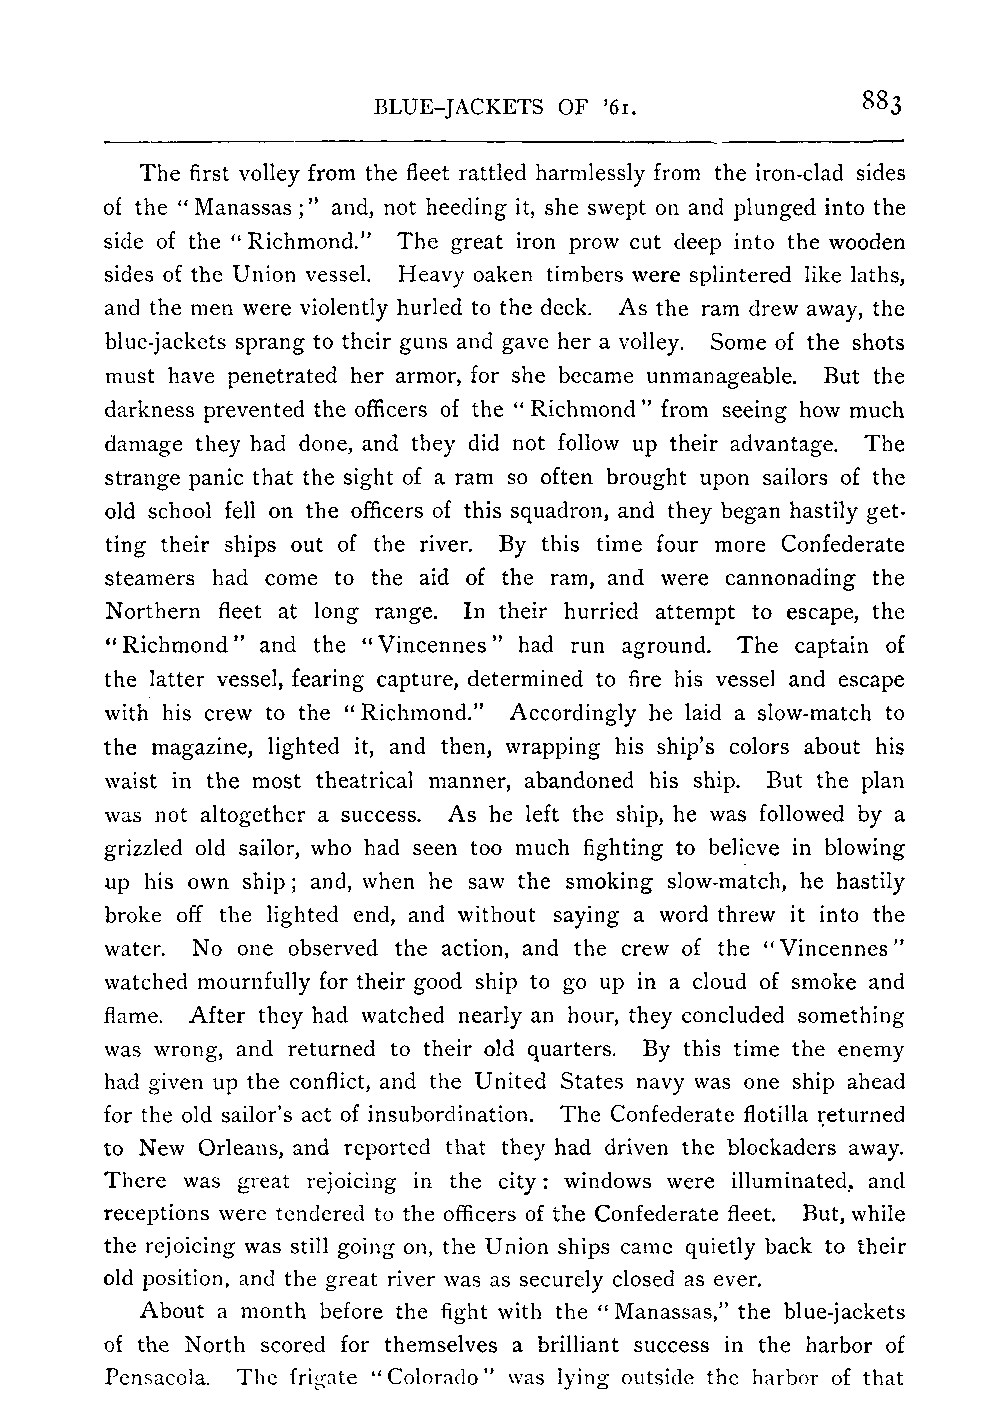 BLUE-JACKETS OF '61. 883
The first volley from the fleet rattled harmlessly from the iron-clad sides
of the "Manassas;" and, not heeding it, she swept on and plunged into the
side of the "Richmond." The great iron prow cut deep into the wooden
sides of the Union vessel. Heavy oaken timbers were splintered like laths,
and the men were violently hurled to the deck. As the ram drew away, the
blue-jackets sprang to their guns and gave her a volley. Some of the shots
must have penetrated her armor, for she became unmanageable. But the
darkness prevented the officers of the "Richmond" from seeing how much
damage they had done, and they did not follow up their advantage. The
strange panic that the sight of a ram so often brought upon sailors of the
old school fell on the officers of this squadron, and they began hastily get-
ting their ships out of the river. By this time four more Confederate
steamers had come to the aid of the ram, and were cannonading the
Northern fleet at long range. In their hurried attempt to escape, the
"Richmond" and the "Vincennes" had run aground. The captain of
the latter vessel, fearing capture, determined to fire his vessel and escape
with his crew to the "Richmond." Accordingly he laid a slow-match to
the magazine, lighted it, and then, wrapping his ship's colors about his
waist in the most theatrical manner, abandoned his ship. But the plan
was not altogether a success. As he left the ship, he was followed by a
grizzled old sailor, who had seen too much fighting to believe in blowing
up his own ship; and, when he saw the smoking slow-match, he hastily
broke off the lighted end, and without saying a word threw it into the
water. No one observed the action, and the crew of the "Vincennes"
watched mournfully for their good ship to go up in a cloud of smoke and
flame. After they had watched nearly an hour, they concluded something
was wrong, and returned to their old quarters. By this time the enemy
had given up the conflict, and the United States navy was one ship ahead
for the old sailor's act of insubordination. The Confederate flotilla returned
to New Orleans, and reported that they had driven the blockaders away.
There was great rejoicing in the city: windows were illuminated, and
receptions were tendered to the officers of the Confederate fleet. But, while
the rejoicing was still going on, the Union ships came quietly back to their
old position, and the great river was as securely closed as ever.
About a month before the fight with the "Manassas," the blue-jackets
of the North scored for themselves a brilliant success in the harbor of
Pensacola. The frigate "Colorado" was lying outside the harbor of that